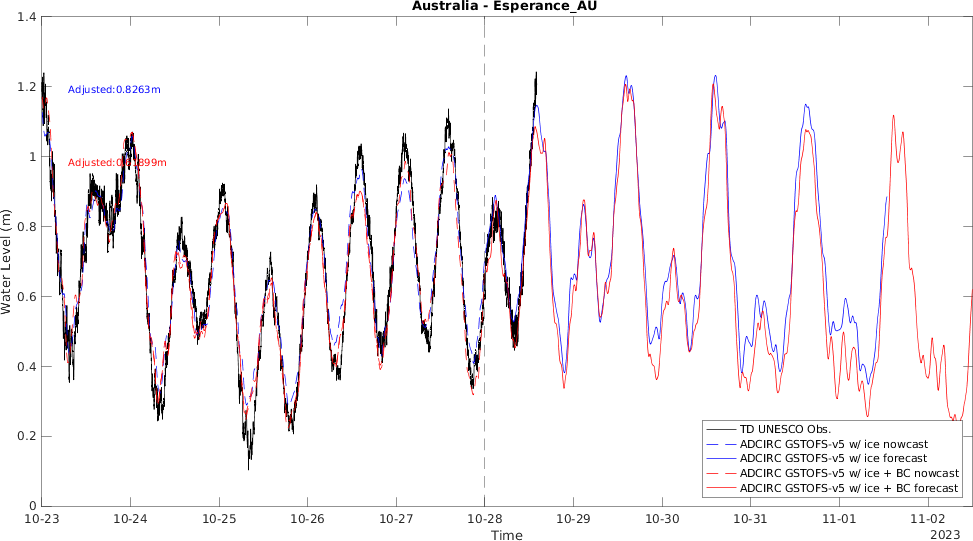 Australia - Esperance_AU
1.4
1.2
1
0.8
0.6
0.4
0.2
0
Water Level (m)
Adjusted:0.8263m
TD UNESCO Obs.
ADCIRC GSTOFS-v5 w/ ice nowcast
ADCIRC GSTOFS-v5 w/ ice forecast
ADCIRC GSTOFS-v5 w/ ice + BC nowcast
ADCIRC GSTOFS-v5 w/ ice + BC forecast
10-23 10-24 10-25 10-26 10-27 10-28 10-29 10-30 10-31 11-01 11-02
Time
2023